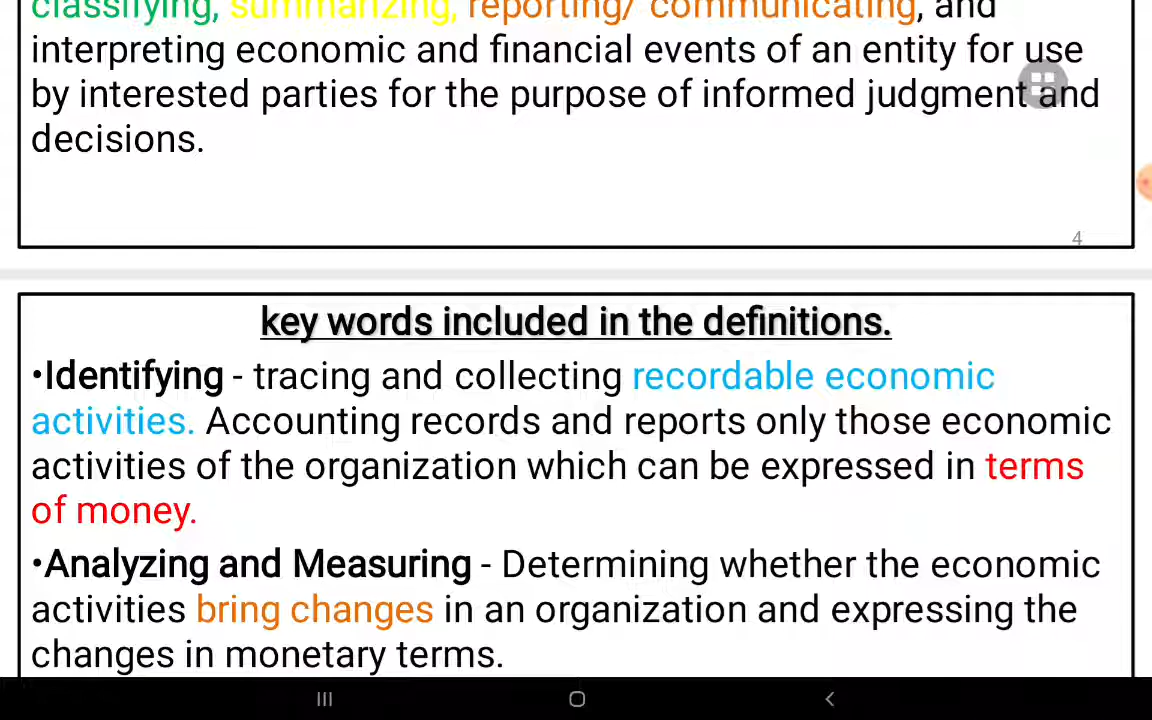 classifying, summarizing, reporting/ communicating, and
interpreting economic and financial events of an entity for use
by interested parties for the purpose of informed judgment and
decisions.
4
key words included in the definitions.
•Identifying - tracing and collecting recordable economic
activities. Accounting records and reports only those economic
activities of the organization which can be expressed in terms
of money.
•Analyzing and Measuring - Determining whether the economic
activities bring changes in an organization and expressing the
changes in monetary terms.